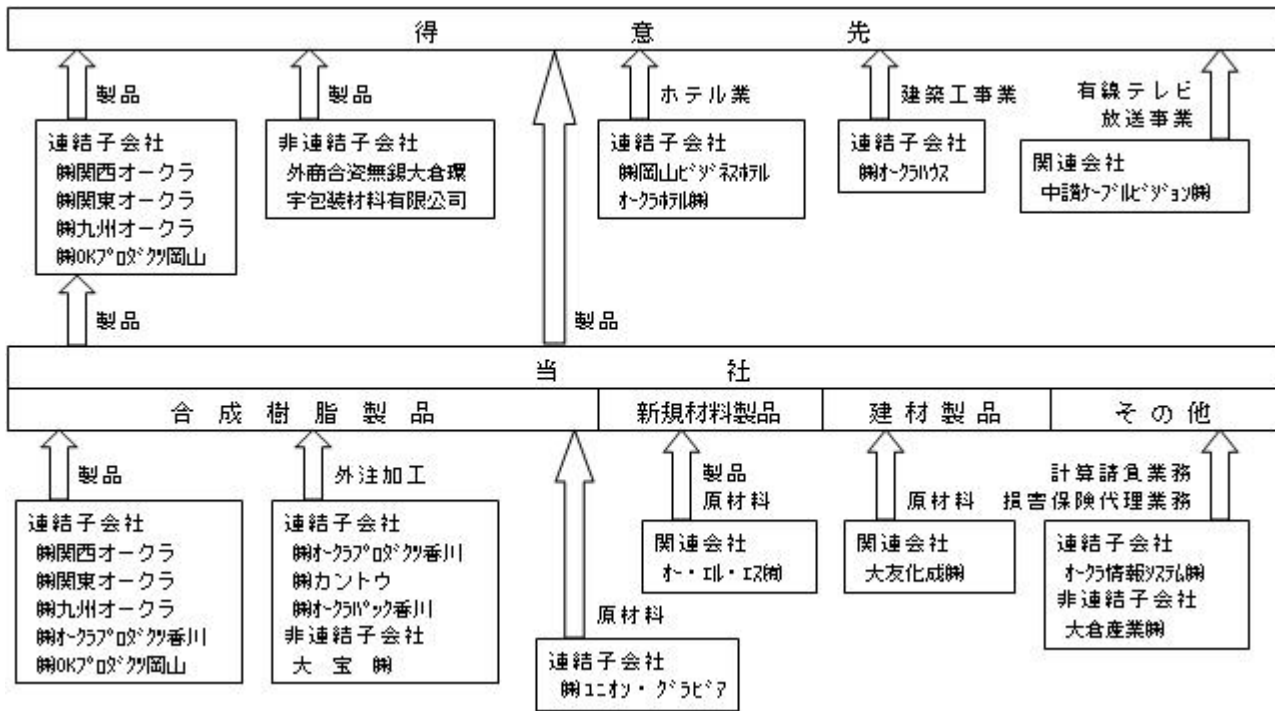 得意先
製品
製品
ホテル業
建築工事業
有線テレビ
放送事業
連結子会社
㈱関西オークラ
㈱関東オークラ
㈱九州オークラ
㈱OKプロダクツ岡山
非連結子会社
外商合資無錫大倉環
宇包装材料有限公司
連結子会社
㈱岡山ビジネスホテル
オークラホテル㈱
連結子会社
㈱オークラハウス
関連会社
中讃ケーブルビジョン㈱
製品
製品
当社
合成樹脂製品
新規材料製品
建材製品
その他
製品
外注加工
製品
原材料
原材料
計算請負業務
損害保険代理業務
連結子会社
㈱関西オークラ
㈱関東オークラ
㈱九州オークラ
㈱オークラプロダクツ香川
㈱OKプロダクツ岡山
連結子会社
㈱オークラプロダクツ香川
㈱カントウ
㈱オークラパック香川
非連結子会社
大宝㈱
原材料
連結子会社
㈱ユニオン・グラビア
関連会社
オー・エル・エス㈱
関連会社
大友化成㈱
連結子会社
オークラ情報システム㈱
非連結子会社
大倉産業㈱